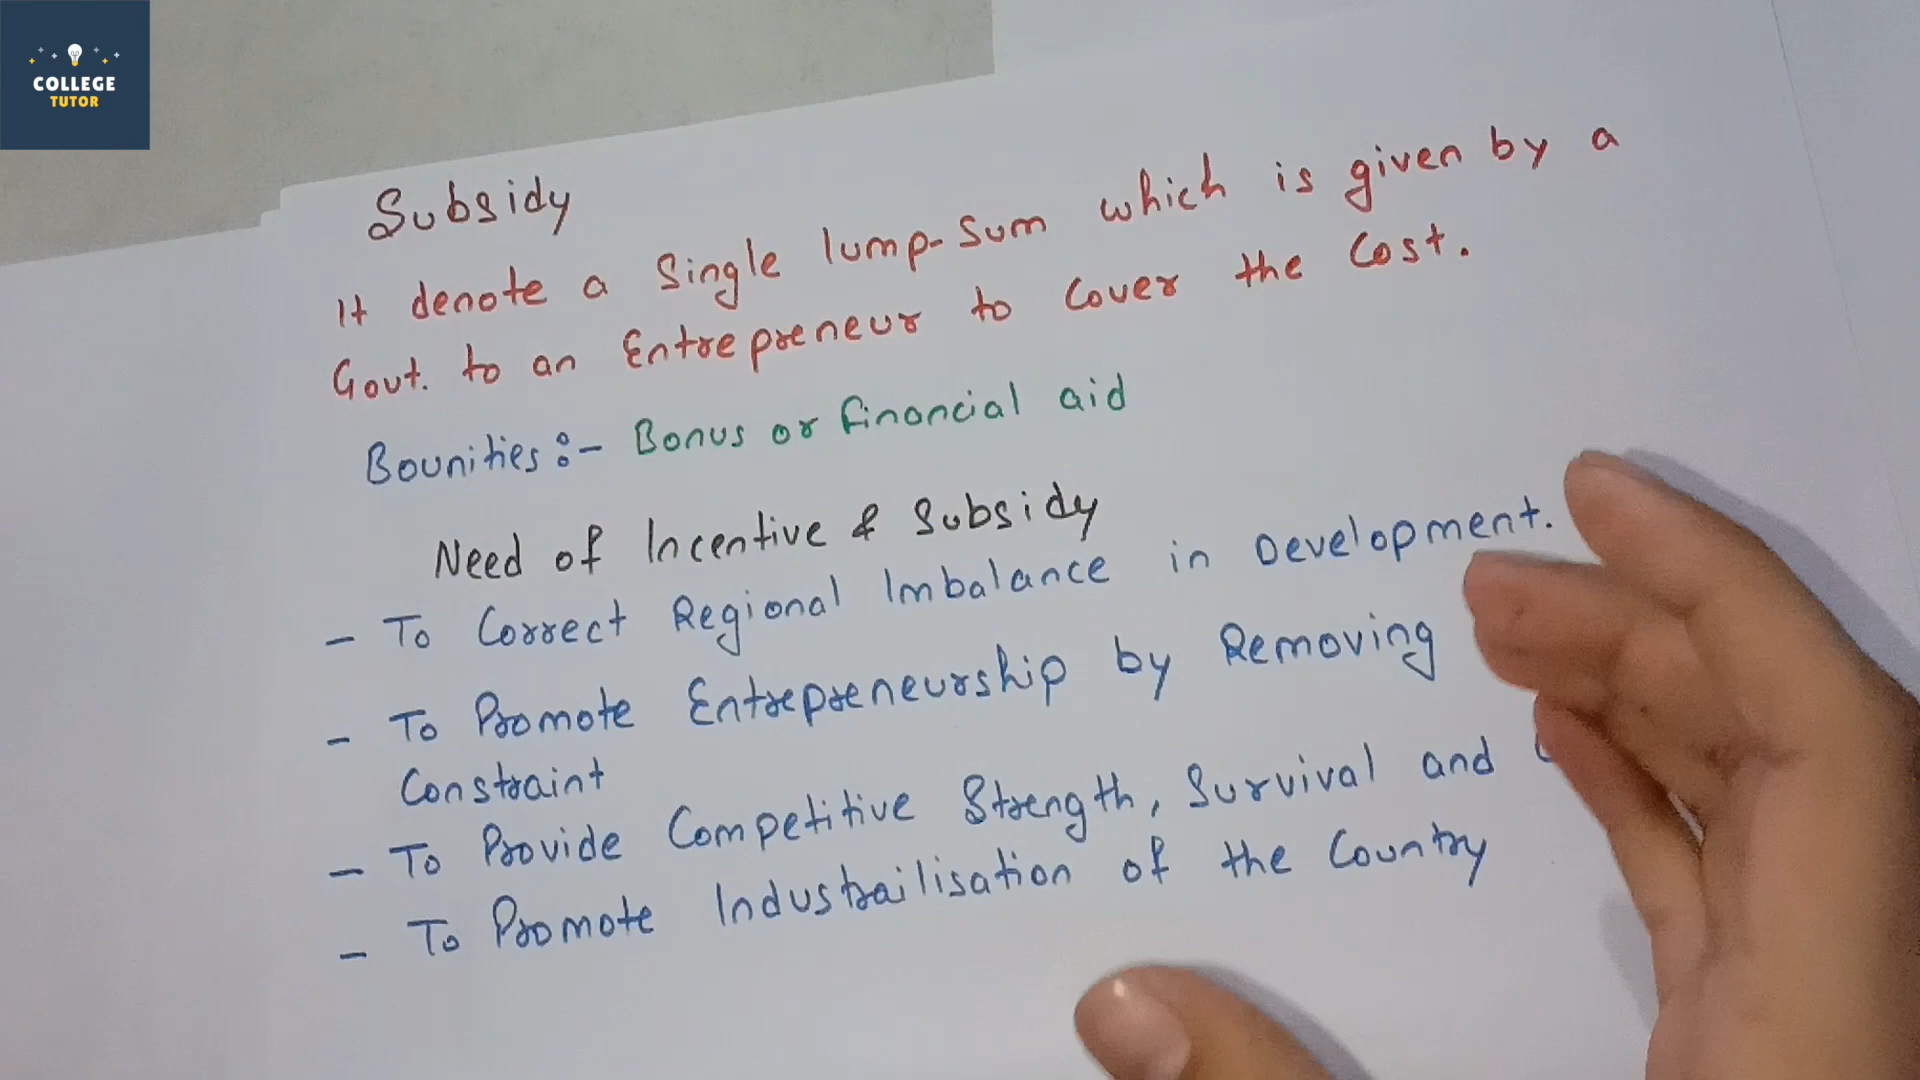 COLLEGE
TUTOR
Subsidy
It denote a Single lump-Sum which is given by a
Govt. to an Entrepreneur to Cover the Cost.
Bounities :- Bonus or financial aid
Need of Incentive & Subsidy
- To Correct Regional Imbalance in Development.
- To Promote Entrepreneurship by Removing
Constraint
- To Provide Competitive Strength, Survival and
- To Promote Industrailisation of the Country